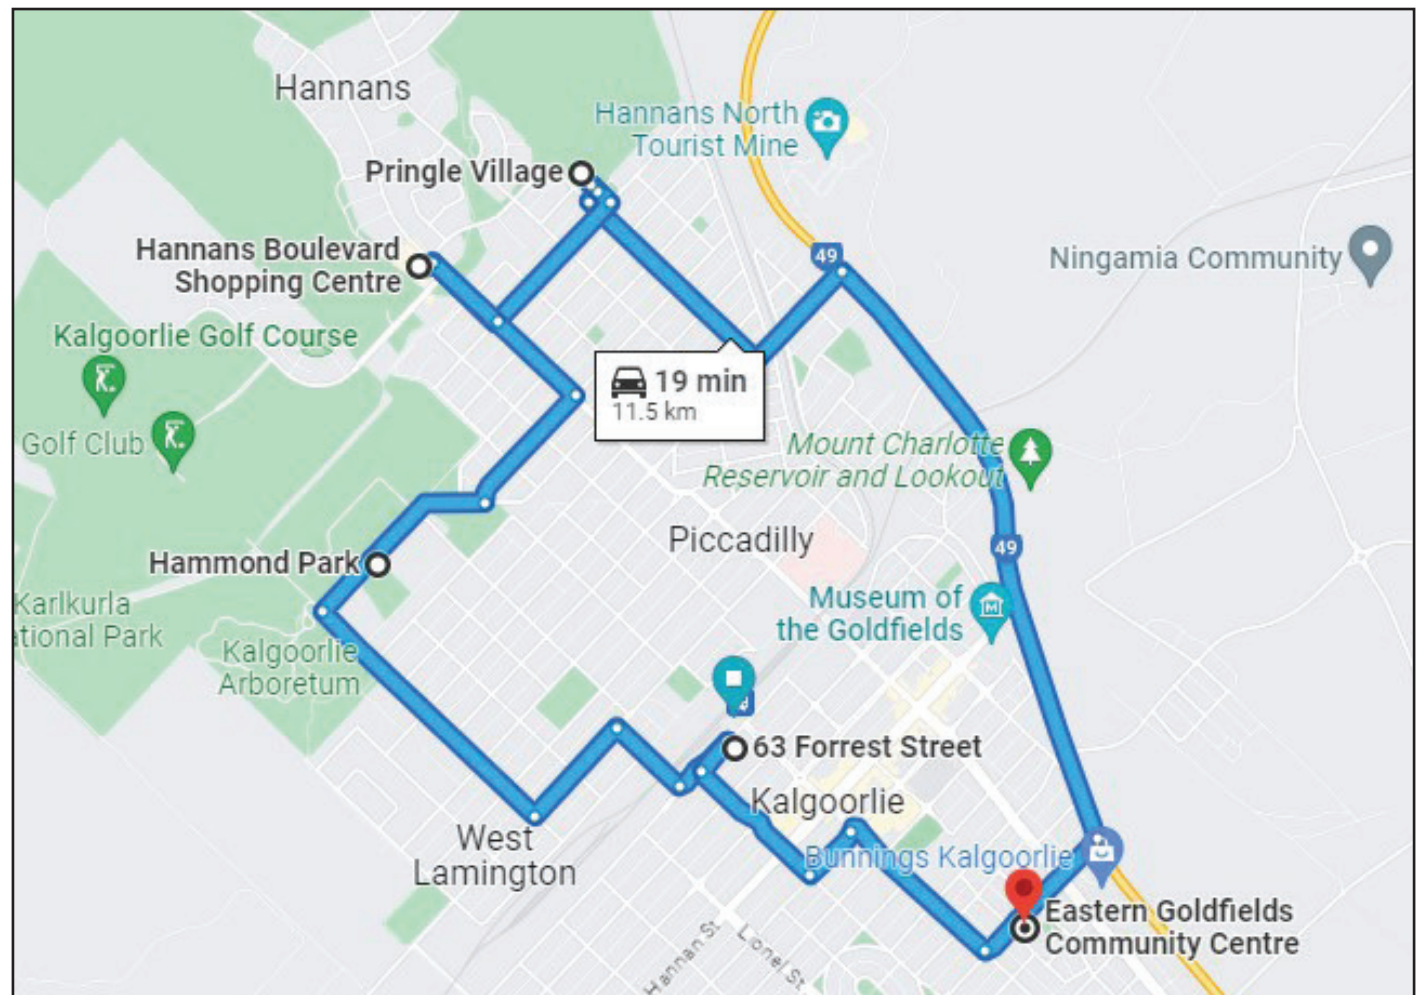 Hannans
Hannans North
Tourist Mine
Pringle Village
Hannans Boulevard
Shopping Centre
49
Ningamia Community
Kalgoorlie Golf Course
19 min
11.5 km
Golf Club
Mount Charlotte
Reservoir and Lookout
Piccadilly
49
Hammond Park
Museum of
the Goldfields
M
Karlkurla
ational Park
Kalgoorlie
Arboretum
63 Forrest Street
Kalgoorlie
West
Lamington
Bunnings Kalgoorlie
Eastern Goldfields
Community Centre
Hannan St
Lionel St